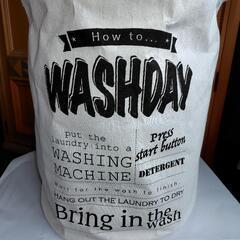 How to...
WASHDAY
put the
laundry into a
WASHING
MACHINE
Press
start button
DETERGENT
Wait for the wash to finish
HANG OUT THE LAUNDRY TO DRY
Bring in the wash